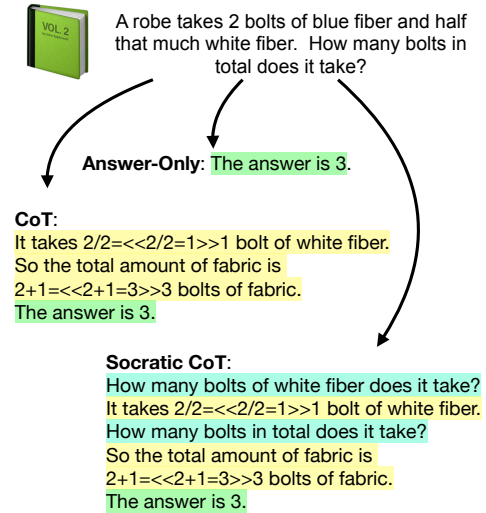 VOL. 2
A robe takes 2 bolts of blue fiber and half
that much white fiber.  How many bolts in
total does it take?
Answer-Only: The answer is 3.
CoT:
It takes 2/2=<<2/2=1>>1 bolt of white fiber.
So the total amount of fabric is
2+1=<<2+1=3>>3 bolts of fabric.
The answer is 3.
Socratic CoT:
How many bolts of white fiber does it take?
It takes 2/2=<<2/2=1>>1 bolt of white fiber.
How many bolts in total does it take?
So the total amount of fabric is
2+1=<<2+1=3>>3 bolts of fabric.
The answer is 3.